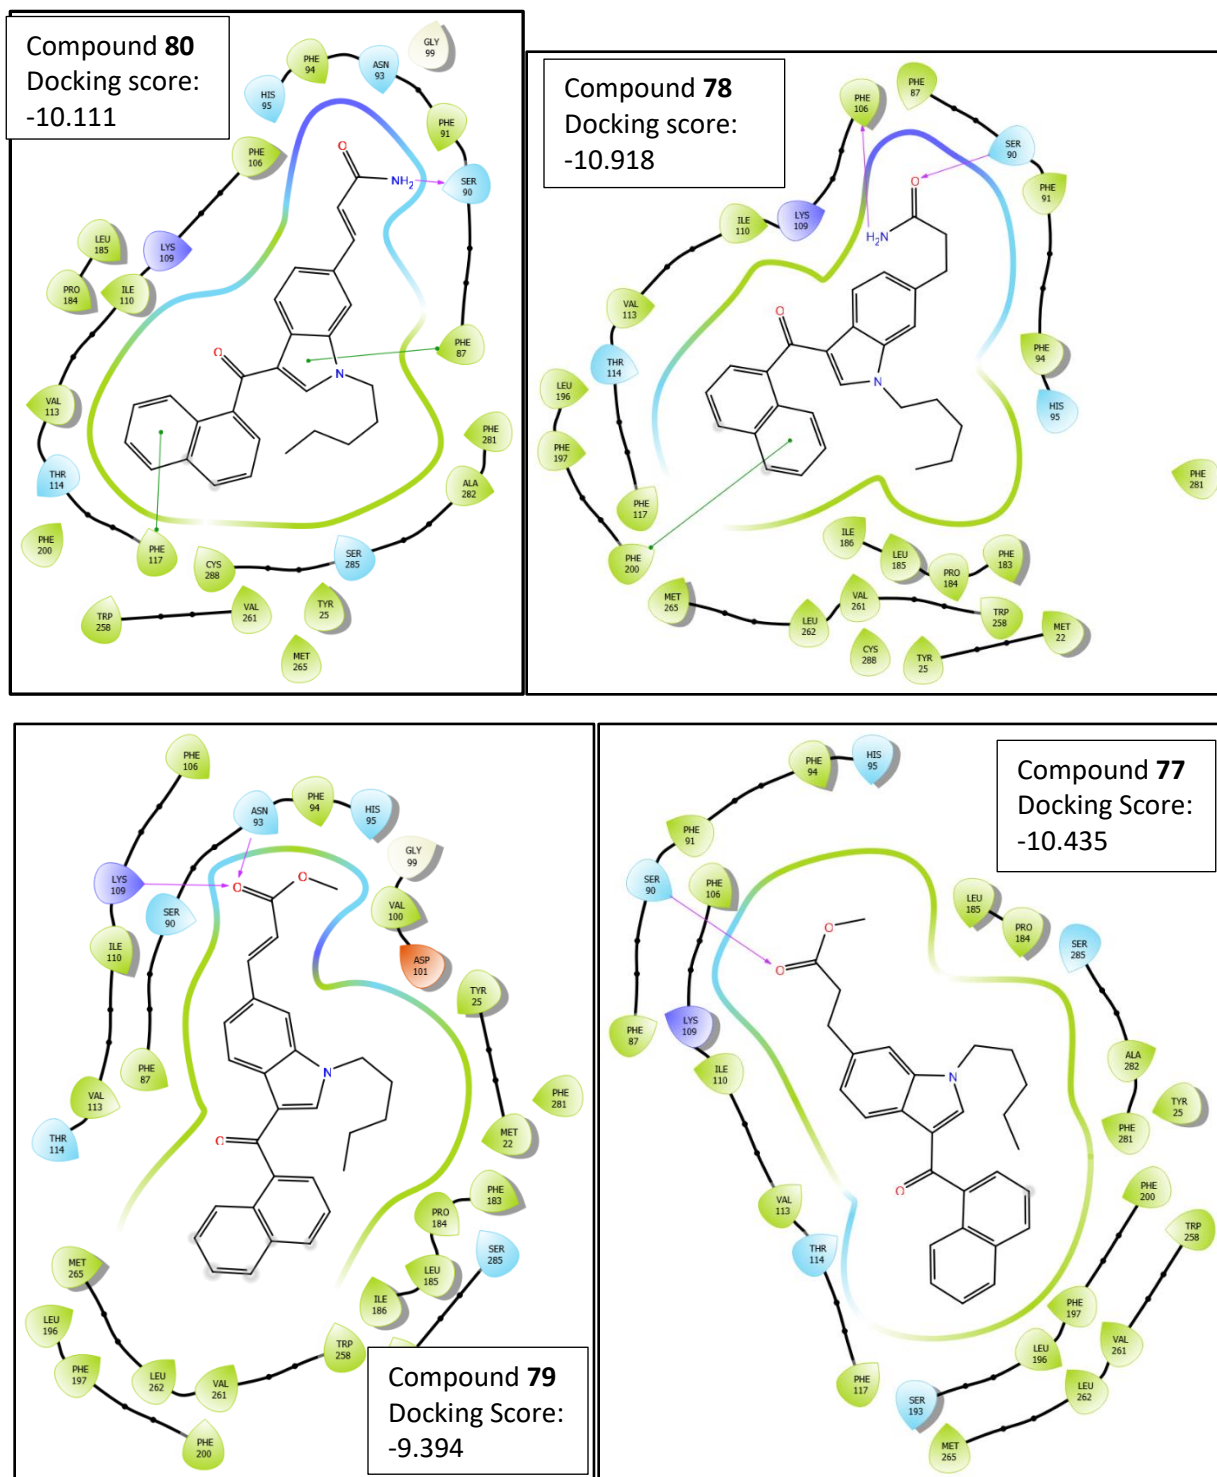 Compound 80
Docking score:
-10.111
GLY
99
PHE
94
ASN
93
HIS
95
PHE
91
PHE
106
SER
90
O
NH2
LYS
109
LEU
185
PRO
184
ILE
110
PHE
87
O
N
VAL
113
PHE
281
THR
114
ALA
282
PHE
200
PHE
117
CYS
288
SER
285
TRP
258
VAL
261
TYR
25
MET
265
Compound 78
Docking score:
-10.918
PHE
106
PHE
87
SER
90
O
PHE
91
LYS
109
ILE
110
H2N
VAL
113
O
THR
114
PHE
94
LEU
196
N
HIS
95
PHE
197
PHE
281
PHE
117
PHE
200
ILE
186
LEU
185
PRO
184
PHE
183
MET
265
LEU
262
VAL
261
TRP
258
MET
22
CYS
288
TYR
25
PHE
106
ASN
93
PHE
94
HIS
95
GLY
99
LYS
109
O
O
SER
90
VAL
100
ILE
110
ASP
101
TYR
25
PHE
87
N
VAL
113
PHE
281
THR
114
O
MET
22
PHE
183
PRO
184
SER
285
MET
265
LEU
185
ILE
186
LEU
196
TRP
258
PHE
197
LEU
262
VAL
261
PHE
200
Compound 79
Docking Score:
-9.394
PHE
94
HIS
95
Compound 77
Docking Score:
-10.435
PHE
91
SER
90
PHE
106
LEU
185
PRO
184
O
O
SER
285
PHE
87
LYS
109
ILE
110
ALA
282
N
TYR
25
PHE
281
O
VAL
113
PHE
200
THR
114
TRP
258
PHE
197
VAL
261
LEU
196
PHE
117
LEU
262
SER
193
MET
265